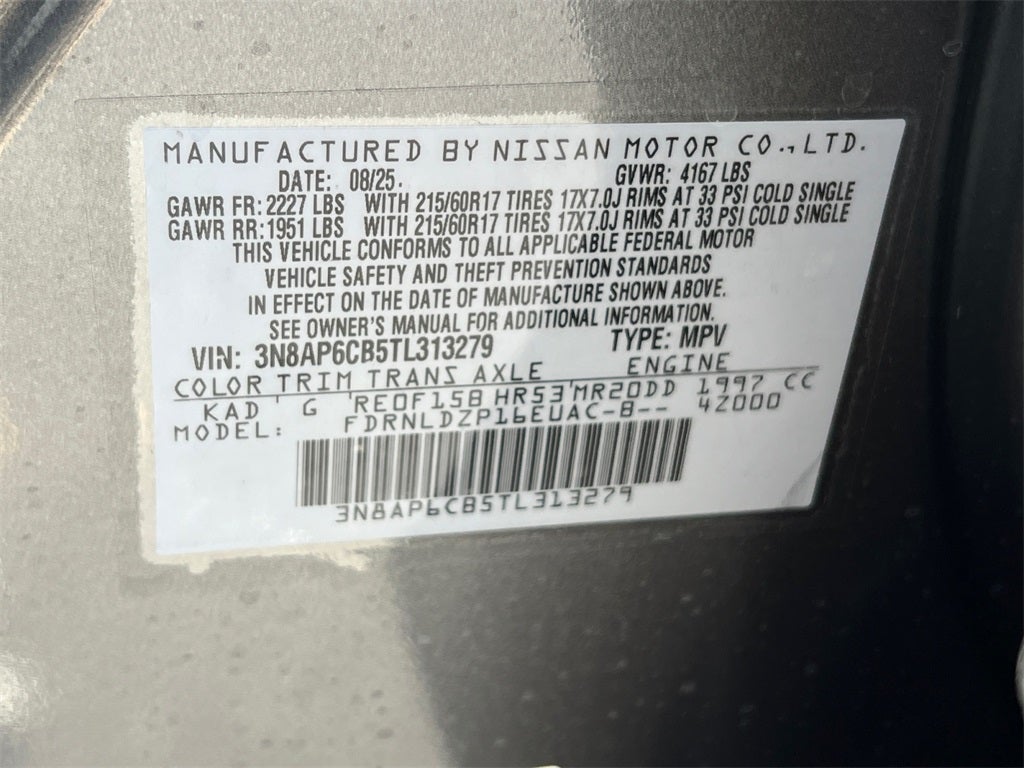 MANUFACTURED BY NISSAN MOTOR CO., LTD.
DATE: 08/25. GVWR: 4167 LBS
GAWR FR: 2227 LBS WITH 215/60R17 TIRES 17X7.0J RIMS AT 33 PSI COLD SINGLE
GAWR RR: 1951 LBS WITH 215/60R17 TIRES 17X7.0J RIMS AT 33 PSI COLD SINGLE
THIS VEHICLE CONFORMS TO ALL APPLICABLE FEDERAL MOTOR
VEHICLE SAFETY AND THEFT PREVENTION STANDARDS
IN EFFECT ON THE DATE OF MANUFACTURE SHOWN ABOVE.
SEE OWNER'S MANUAL FOR ADDITIONAL INFORMATION.
VIN: 3N8AP6CB5TL313279 TYPE: MPV
COLOR TRIM TRANS AXLE ENGINE
KAD G RE0F15B HR53 MR20DD 1997 CC
MODEL: FDRNLDZP16EUAC-B-- 4Z000
3N8AP6CB5TL313279